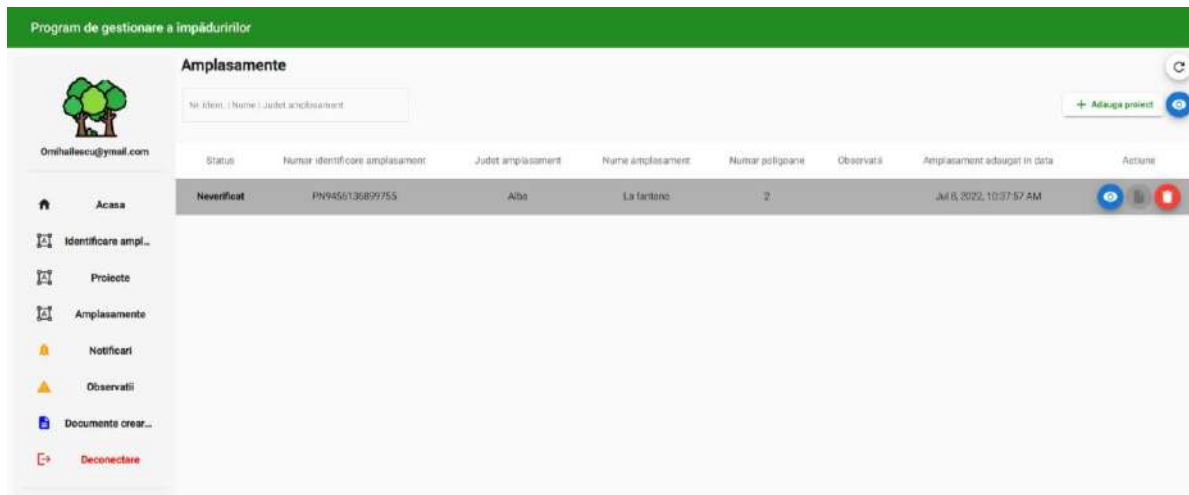 Program de gestionare a împăduririlor
Amplasamente
Nr. ident. | Nume | Judet amplasament
+ Adauga proiect
Omihailescu@ymail.com
Status Numar identificare amplasament Judet amplasament Nume amplasament Numar poligoane Observatii Amplasament adaugat in data Actiune
Neverificat PN9456136899755 Alba La fantana 2 Jul 6, 2022, 10:37:57 AM
Acasa
Identificare ampl...
Proiecte
Amplasamente
Notificari
Observatii
Documente crear...
Deconectare